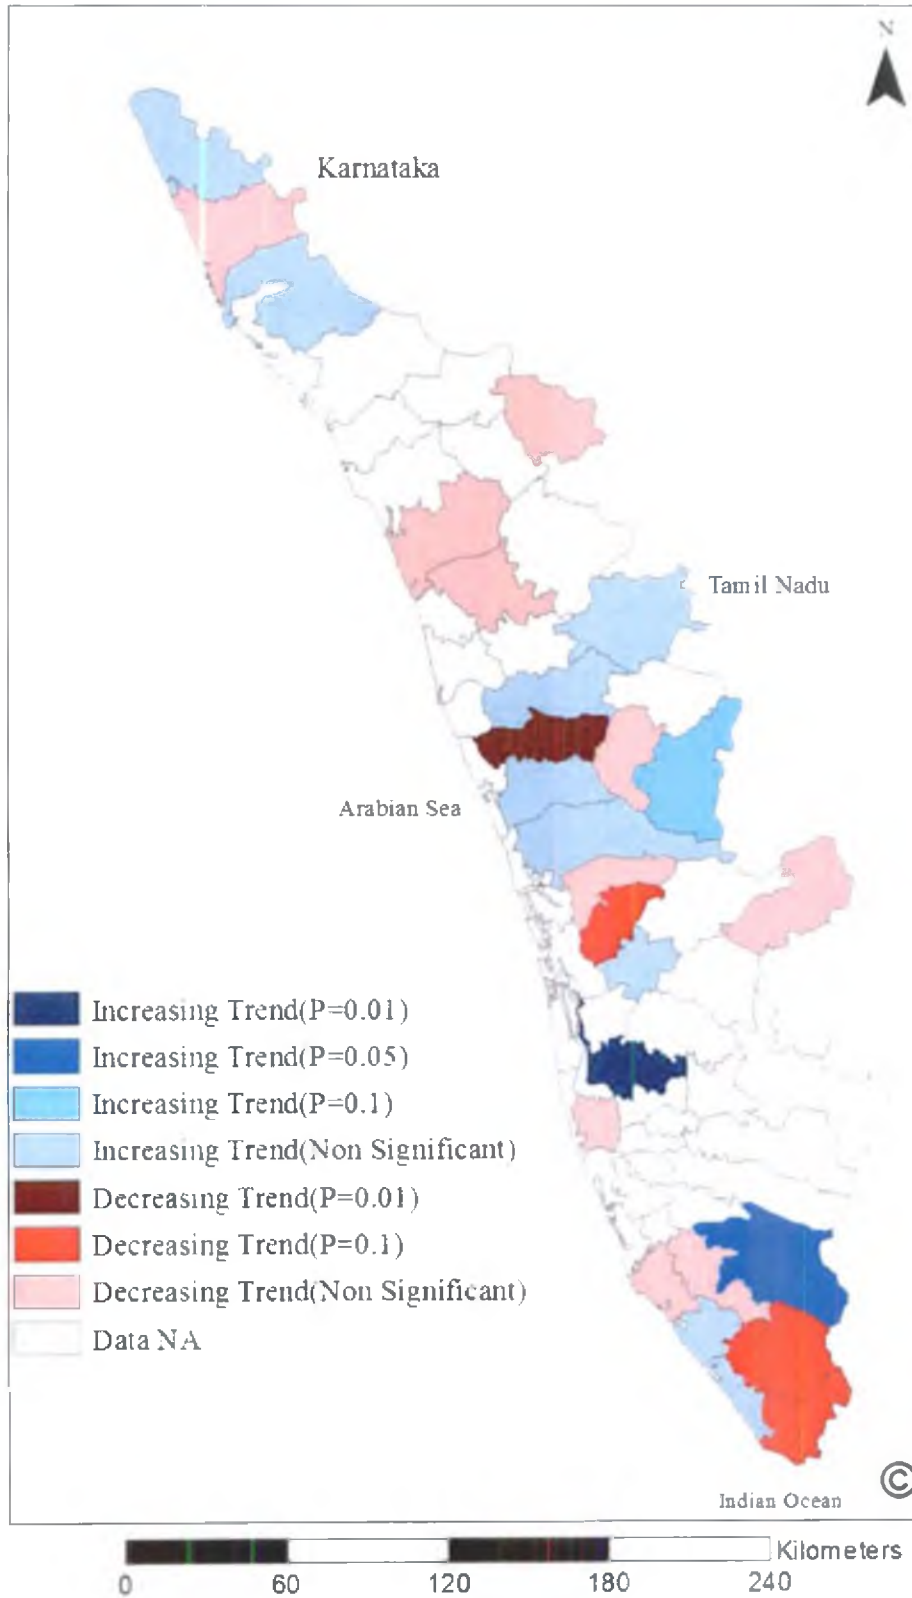 N
Karnataka
Tamil Nadu
Arabian Sea
Increasing Trend(P=0.01)
Increasing Trend(P=0.05)
Increasing Trend(P=0.1)
Increasing Trend(Non Significant)
Decreasing Trend(P=0.01)
Decreasing Trend(P=0.1)
Decreasing Trend(Non Significant)
Data NA
©
Indian Ocean
Kilometers
0 60 120 180 240